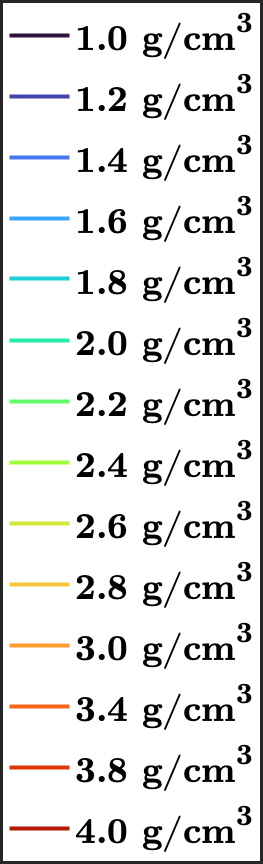 1.0 g/cm³
1.2 g/cm³
1.4 g/cm³
1.6 g/cm³
1.8 g/cm³
2.0 g/cm³
2.2 g/cm³
2.4 g/cm³
2.6 g/cm³
2.8 g/cm³
3.0 g/cm³
3.4 g/cm³
3.8 g/cm³
4.0 g/cm³